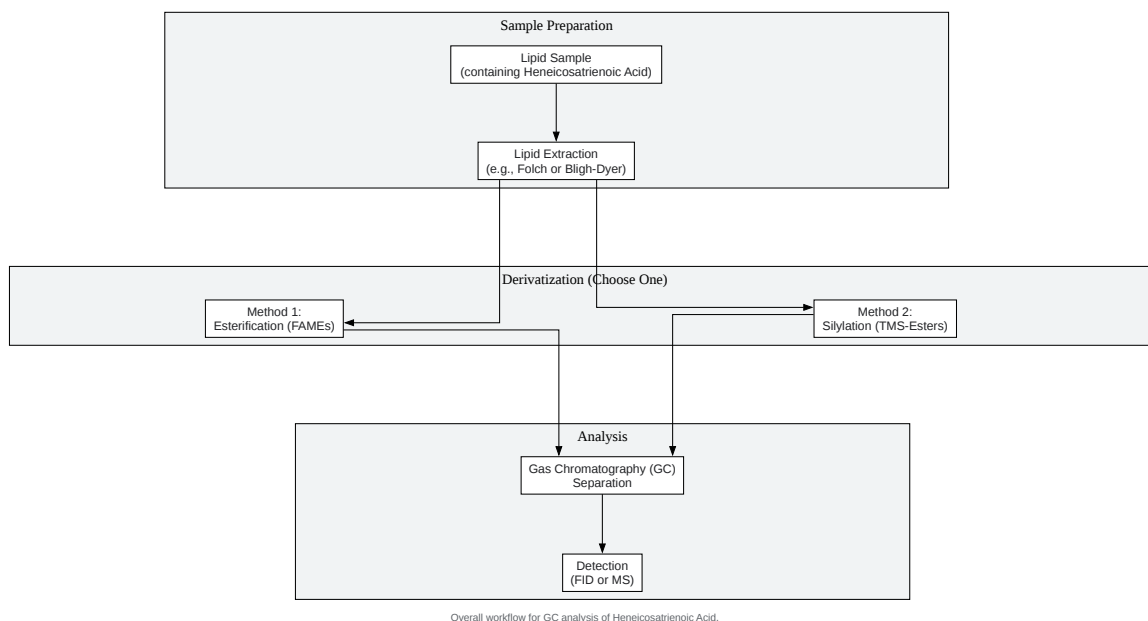 Sample Preparation
Lipid Sample
(containing Heneicosatrienoic Acid)
Lipid Extraction
(e.g., Folch or Bligh-Dyer)
Derivatization (Choose One)
Method 1:
Esterification (FAMEs)
Method 2:
Silylation (TMS-Esters)
Analysis
Gas Chromatography (GC)
Separation
Detection
(FID or MS)
Overall workflow for GC analysis of Heneicosatrienoic Acid.